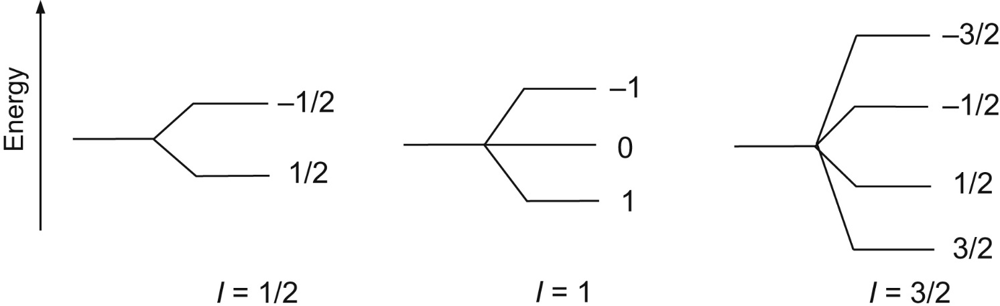 Energy
–1/2
1/2
I = 1/2
–1
0
1
I = 1
–3/2
–1/2
1/2
3/2
I = 3/2